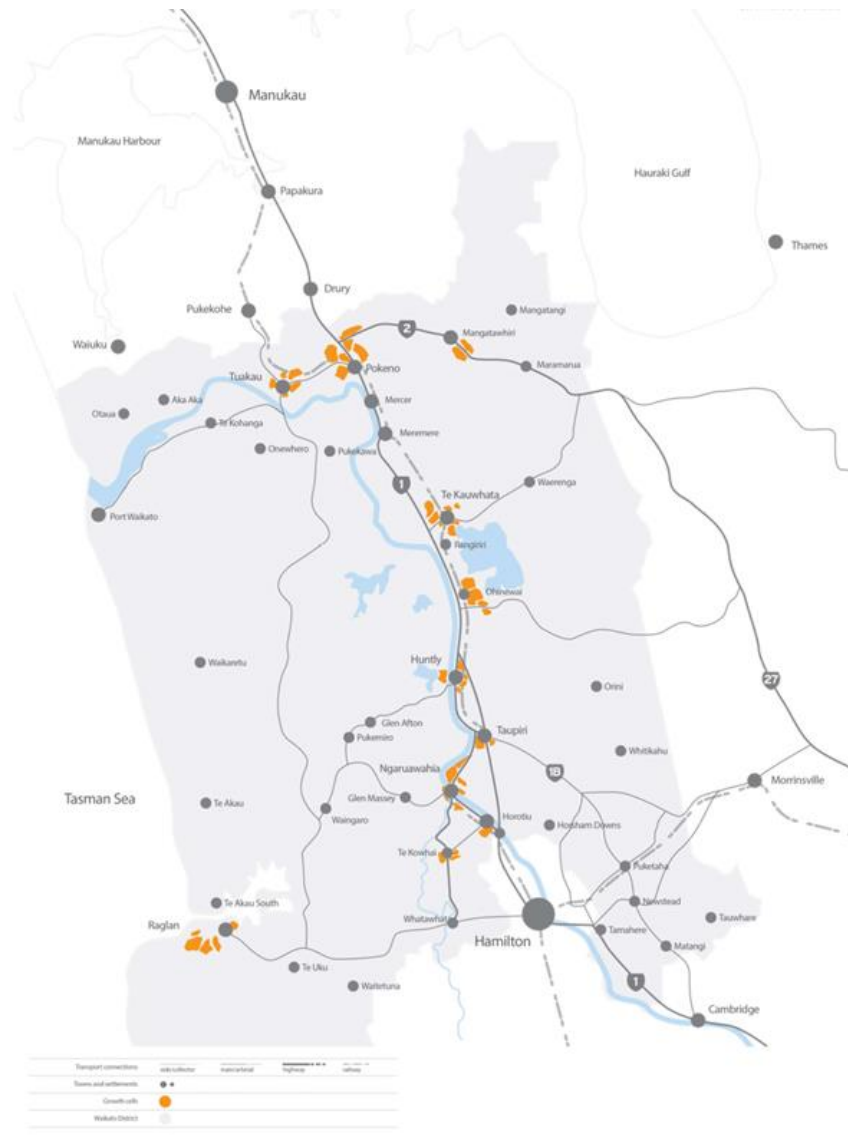 Manukau
Manukau Harbour
Hauraki Gulf
Papakura
Thames
Drury
Pukekohe
Mangatangi
2
Mangatawhiri
Waiuku
Pokeno
Maramarua
Tuakau
Aka Aka
Mercer
Otaua
Te Kohanga
Meremere
Onewhero
Pukekawa
1
Waerenga
Te Kauwhata
Port Waikato
Rangiriri
Ohinewai
Huntly
Waikaretu
27
Orini
Glen Afton
Taupiri
Pukemiro
Whitikahu
Ngaruawahia
1B
Morrinsville
Tasman Sea
Glen Massey
Te Akau
Waingaro
Horotiu
Horsham Downs
Te Kowhai
Puketaha
Te Akau South
Newstead
Raglan
Whatawhata
Tauwhare
Hamilton
Tamahere
Matangi
Te Uku
1
Waitetuna
Cambridge
Transport connections
highway
railway
Towns and settlements
Growth cells
Waikato District